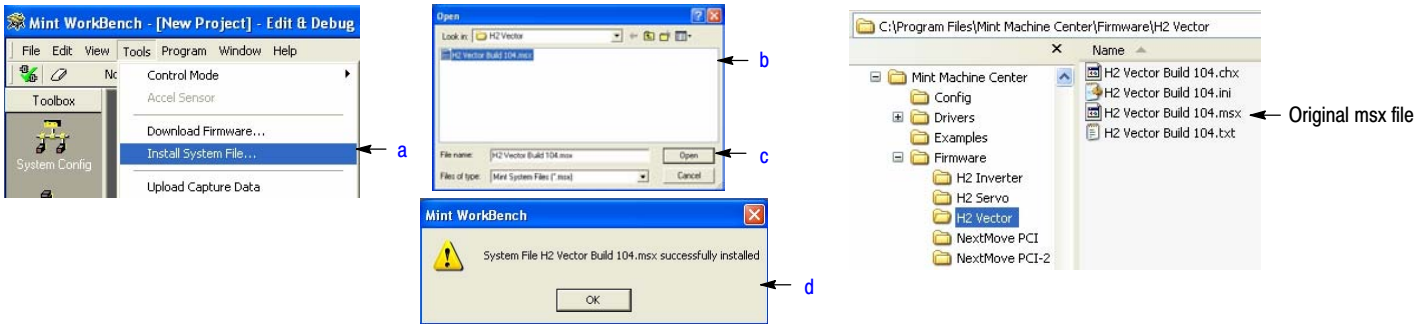 Mint WorkBench - [New Project] - Edit & Debug
File Edit View Tools Program Window Help
Nc
Control Mode
Toolbox
Accel Sensor
Download Firmware...
Install System File...
a
System Config
Upload Capture Data
Open
Look in: H2 Vector
H2 Vector Build 104.msx
b
File name: H2 Vector Build 104.msx Open
c
Files of type: Mint System Files (*.msx) Cancel
Mint WorkBench
System File H2 Vector Build 104.msx successfully installed
d
OK
C:\Program Files\Mint Machine Center\Firmware\H2 Vector
Name
Mint Machine Center
Config
Drivers
Examples
Firmware
H2 Inverter
H2 Servo
H2 Vector
NextMove PCI
NextMove PCI-2
H2 Vector Build 104.chx
H2 Vector Build 104.ini
H2 Vector Build 104.msx
Original msx file
H2 Vector Build 104.txt